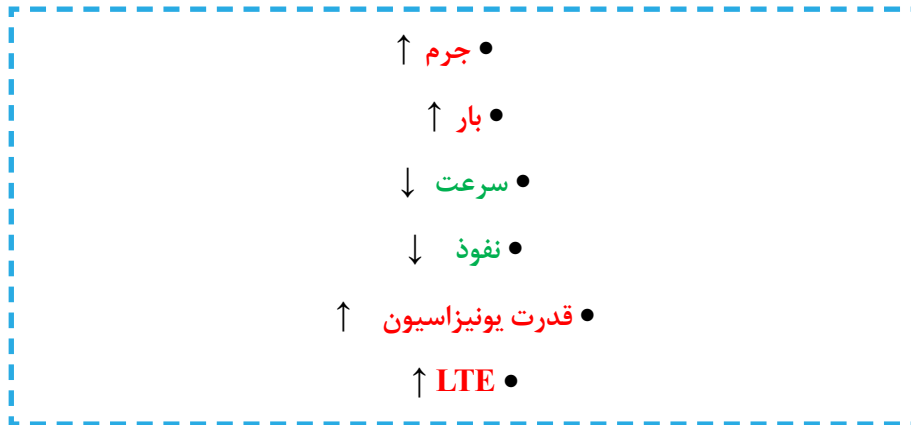 • جرم ↑
• بار ↑
• سرعت ↓
• نفوذ ↓
• قدرت یونیزاسیون ↑
• LTE ↑